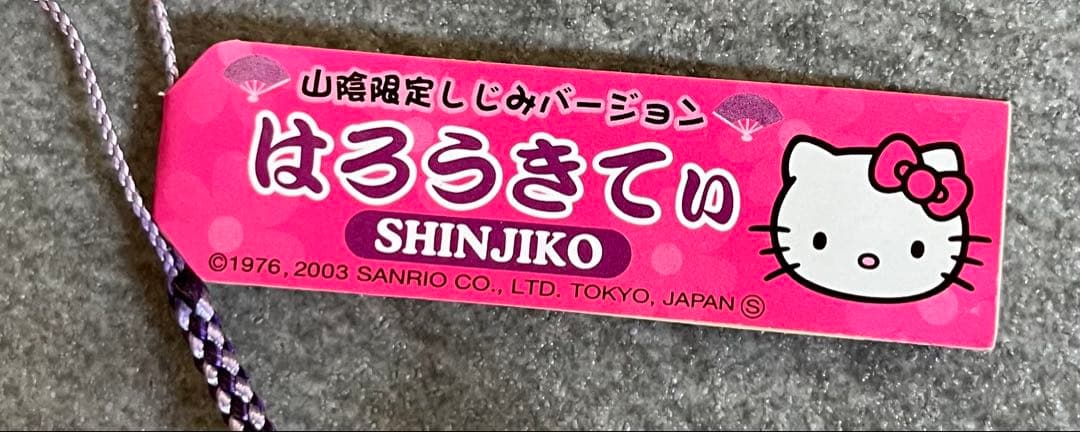 山陰限定しじみバージョン
はろうきてぃ
SHINJIKO
©1976, 2003 SANRIO CO., LTD. TOKYO, JAPAN Ⓢ